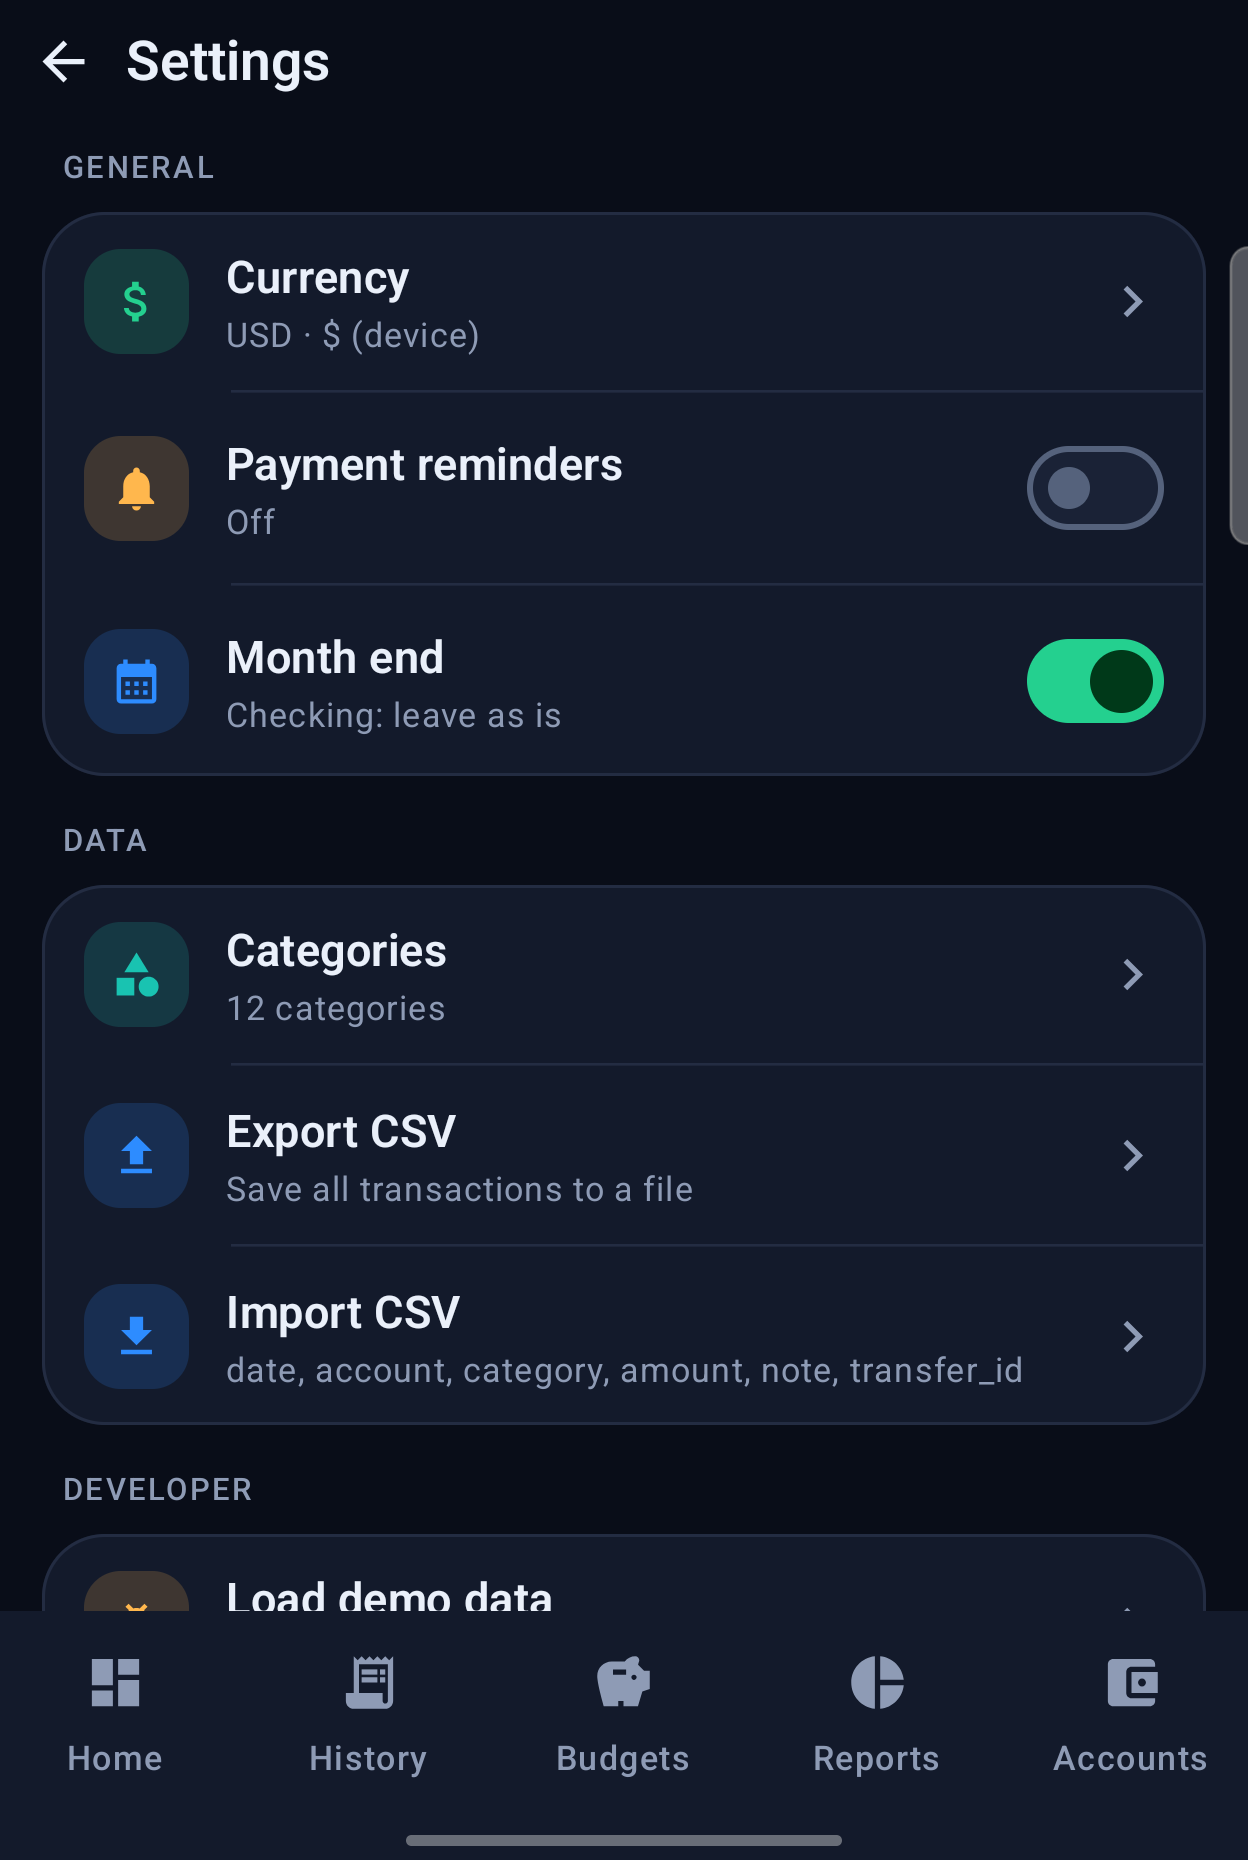 Settings
GENERAL
Currency
USD · $ (device)
Payment reminders
Off
Month end
Checking: leave as is
DATA
Categories
12 categories
Export CSV
Save all transactions to a file
Import CSV
date, account, category, amount, note, transfer_id
DEVELOPER
Load demo data
Home
History
Budgets
Reports
Accounts